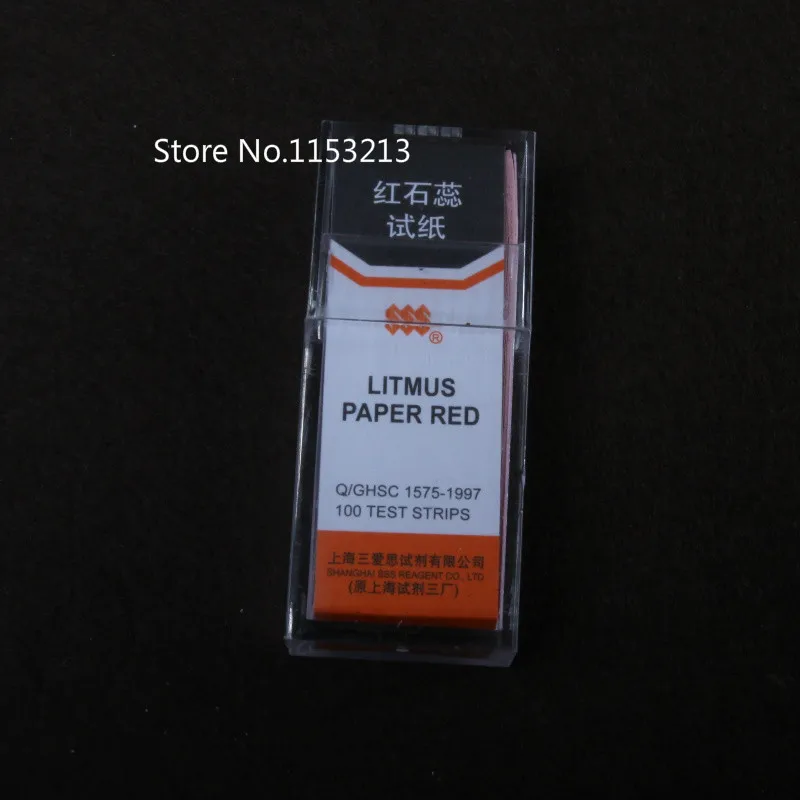 Store No.1153213
红石蕊
试纸
SSS
®
LITMUS
PAPER RED
Q/GHSC 1575-1997
100 TEST STRIPS
上海三爱思试剂有限公司
SHANGHAI SSS REAGENT CO., LTD
(原上海试剂三厂)